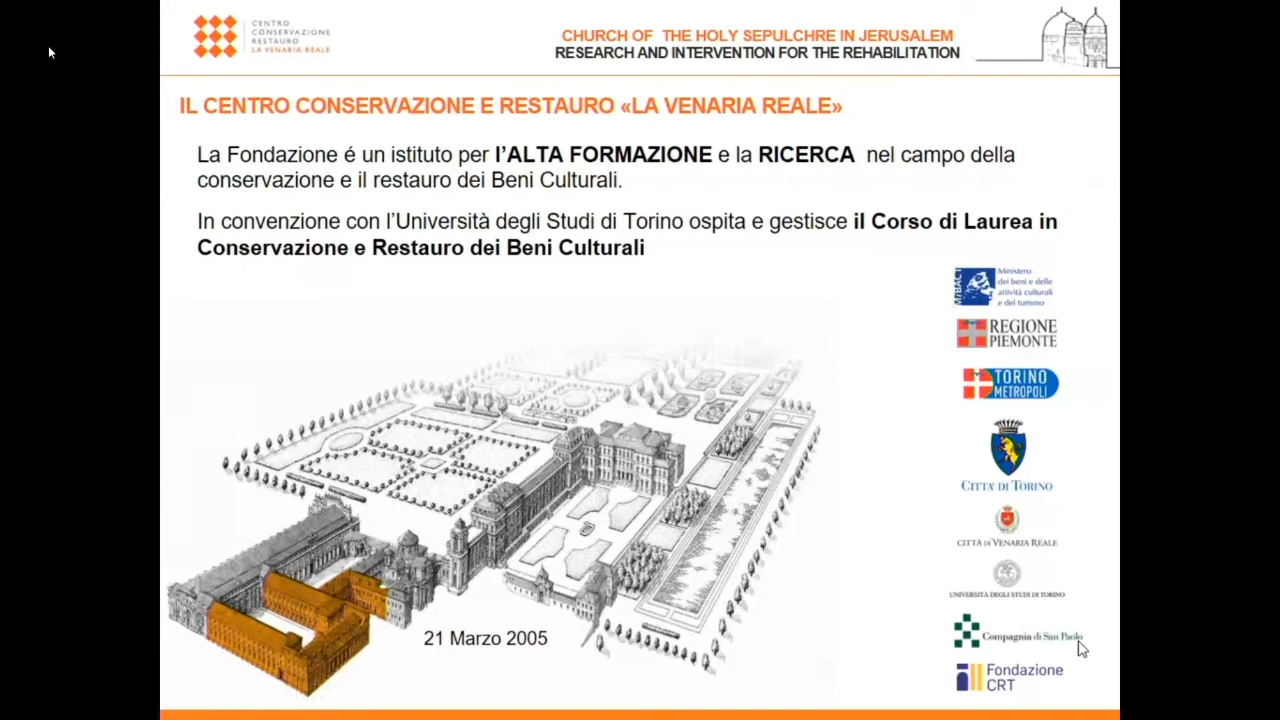 CENTRO
CONSERVAZIONE
RESTAURO
LA VENARIA REALE
CHURCH OF THE HOLY SEPULCHRE IN JERUSALEM
RESEARCH AND INTERVENTION FOR THE REHABILITATION
IL CENTRO CONSERVAZIONE E RESTAURO «LA VENARIA REALE»
La Fondazione é un istituto per l'ALTA FORMAZIONE e la RICERCA nel campo della
conservazione e il restauro dei Beni Culturali.
In convenzione con l'Università degli Studi di Torino ospita e gestisce il Corso di Laurea in
Conservazione e Restauro dei Beni Culturali
MiBACT
Ministero
dei beni e delle
attività culturali
e del turismo
REGIONE
PIEMONTE
TORINO
METROPOLI
CITTA' DI TORINO
CITTÀ DI VENARIA REALE
UNIVERSITÀ DEGLI STUDI DI TORINO
Compagnia di San Paolo
Fondazione
CRT
21 Marzo 2005